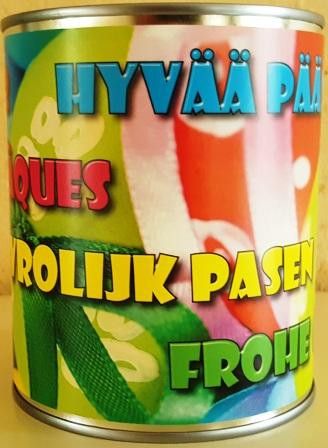 HYVÄÄ PÄÄ
QUES
VROLIJK PASEN
FROHE